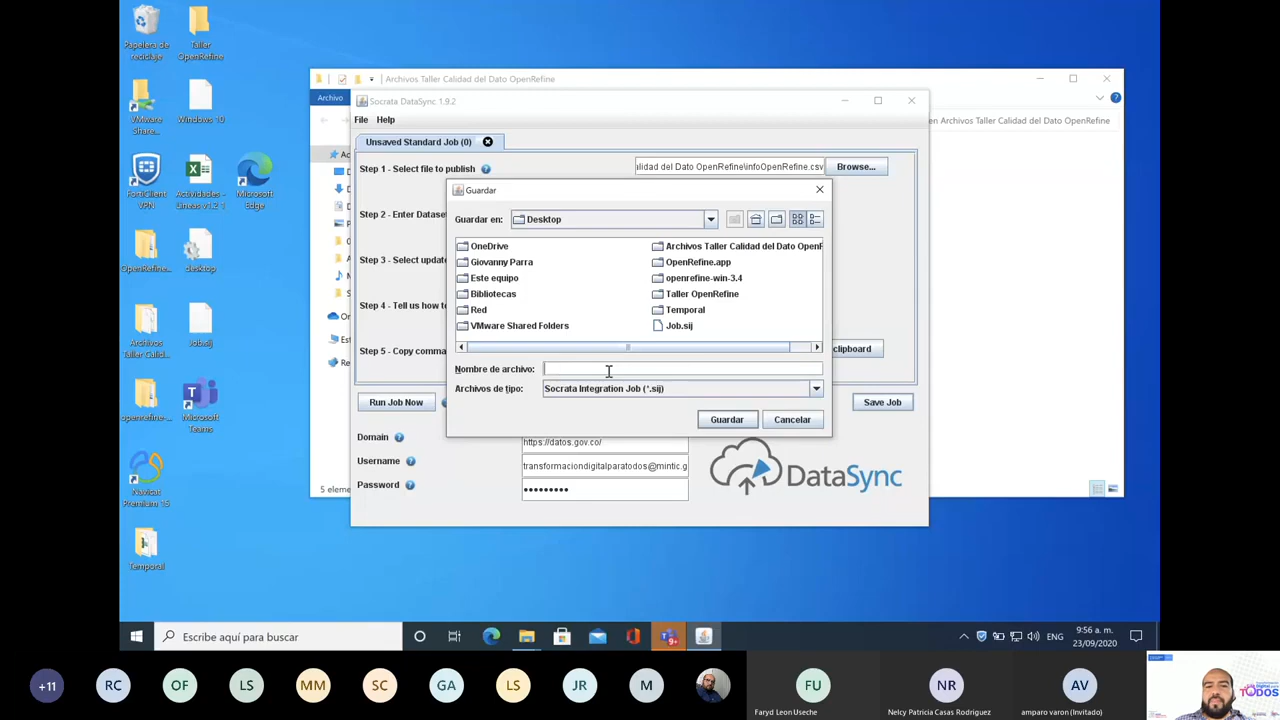 Papelera de reciclaje
Taller OpenRefine
VMware Share...
Windows 10
FortiClient VPN
Actividades - Lineas v1.2 1
Microsoft Edge
OpenRefine...
desktop
Archivos Taller Calid...
Job.sij
openrefine-...
Microsoft Teams
Navicat Premium 15
Temporal
Archivos Taller Calidad del Dato OpenRefine
Archivo
en Archivos Taller Calidad del Dato OpenRefine
5 eleme
Socrata DataSync 1.9.2
File Help
Unsaved Standard Job (0)
Step 1 - Select file to publish
lidad del Dato OpenRefine\infoOpenRefine.csv
Browse...
Step 2 - Enter Dataset
Step 3 - Select update
Step 4 - Tell us how to
Step 5 - Copy comma
clipboard
Guardar
Guardar en: Desktop
OneDrive
Giovanny Parra
Este equipo
Bibliotecas
Red
VMware Shared Folders
Archivos Taller Calidad del Dato OpenR
OpenRefine.app
openrefine-win-3.4
Taller OpenRefine
Temporal
Job.sij
Nombre de archivo:
Archivos de tipo: Socrata Integration Job (*.sij)
Guardar Cancelar
Run Job Now
Save Job
Domain https://datos.gov.co/
Username transformaciondigitalparatodos@mintic.g
Password •••••••••
DataSync
Escribe aquí para buscar
9+
ENG
9:56 a. m.
23/09/2020
+11 RC OF LS MM SC GA LS JR M FU NR AV
Faryd Leon Useche
Nelcy Patricia Casas Rodriguez
amparo varon (Invitado)
TODOS